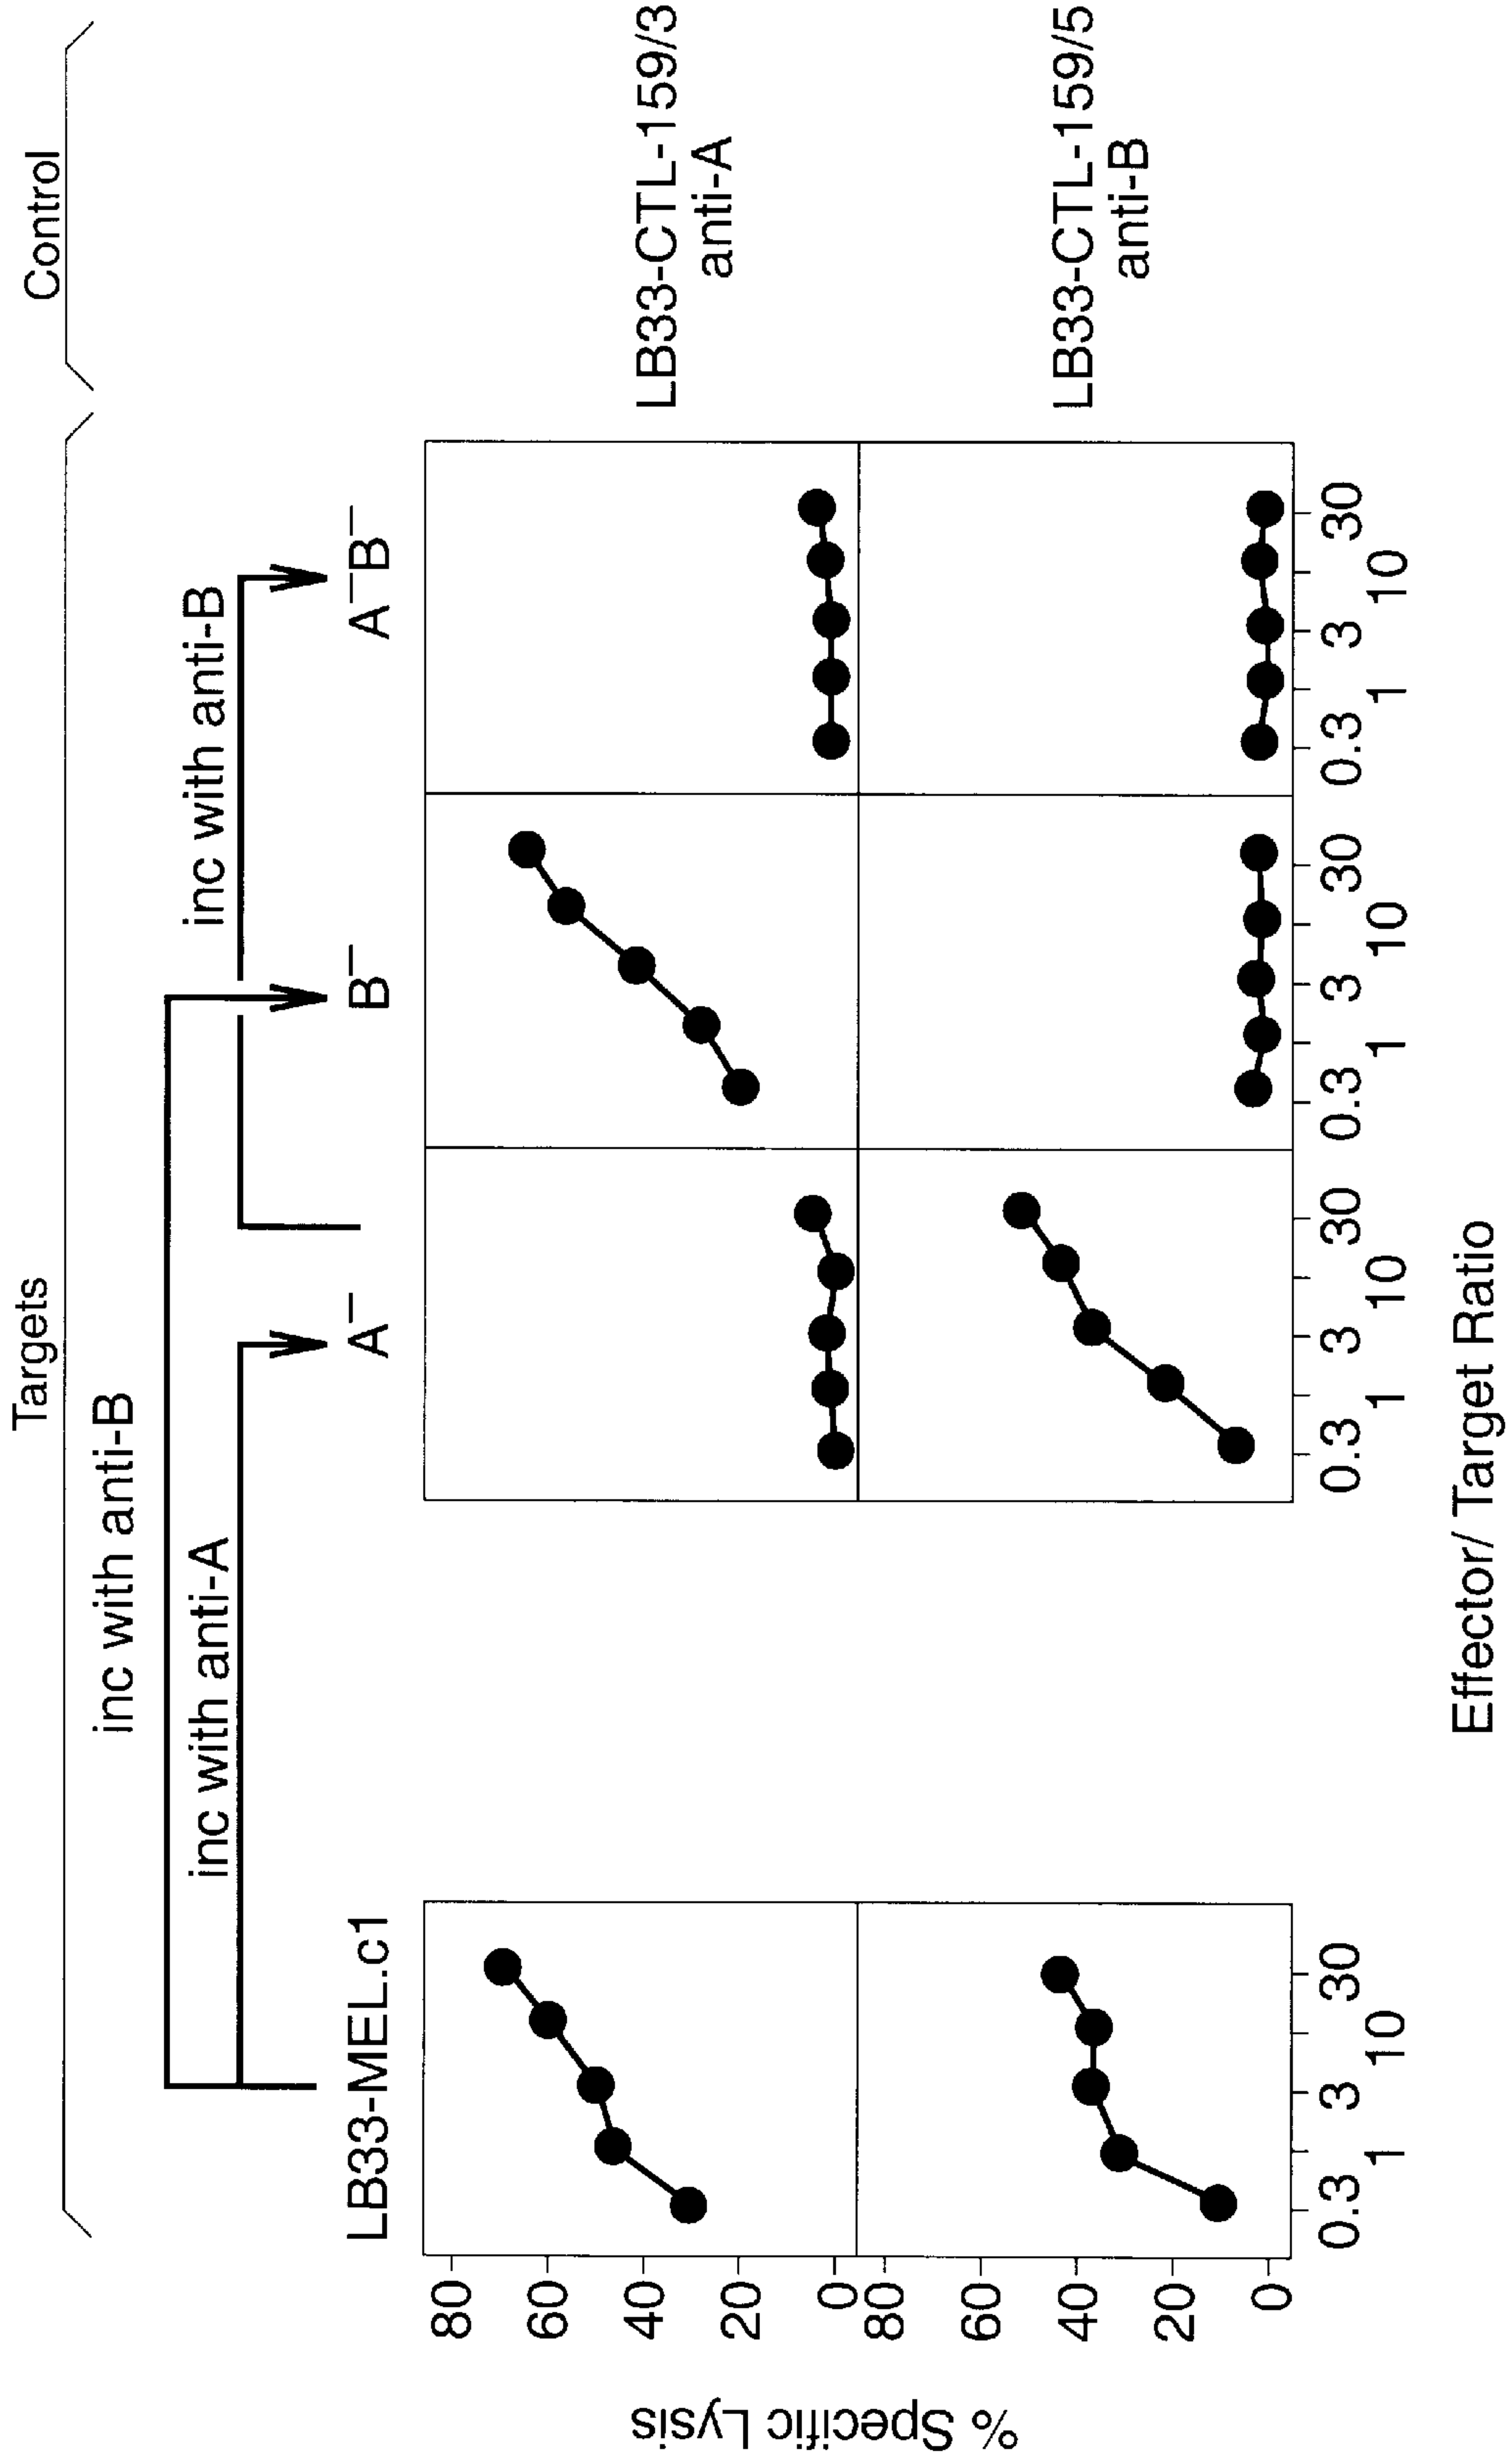 Targets
Control
inc with anti-B
inc with anti-A
inc with anti-B
LB33-MEL.c1
A⁻
B⁻
A⁻B⁻
% Specific Lysis
80
60
40
20
0
LB33-CTL-159/3
anti-A
80
60
40
20
0
LB33-CTL-159/5
anti-B
0.3 1 3 10 30
0.3 1 3 10 30
0.3 1 3 10 30
0.3 1 3 10 30
Effector/ Target Ratio